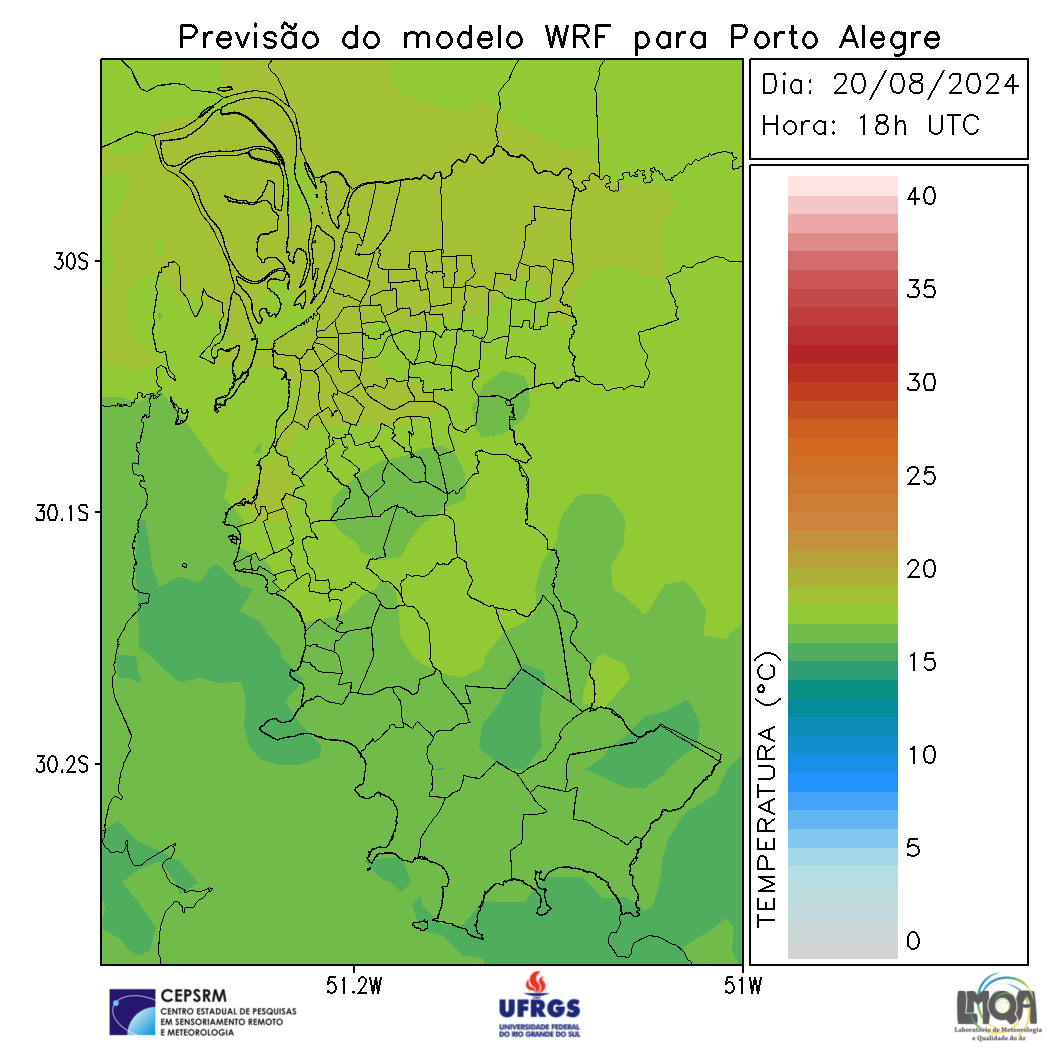 Previsão do modelo WRF para Porto Alegre
Dia: 20/08/2024
Hora: 18h UTC
30S
30.1S
30.2S
51.2W
51W
40
35
30
25
20
15
10
5
0
TEMPERATURA (°C)
CEPSRM
CENTRO ESTADUAL DE PESQUISAS
EM SENSORIAMENTO REMOTO
E METEOROLOGIA
UFRGS
UNIVERSIDADE FEDERAL
DO RIO GRANDE DO SUL
LMQA
Laboratório de Meteorologia
e Qualidade do Ar